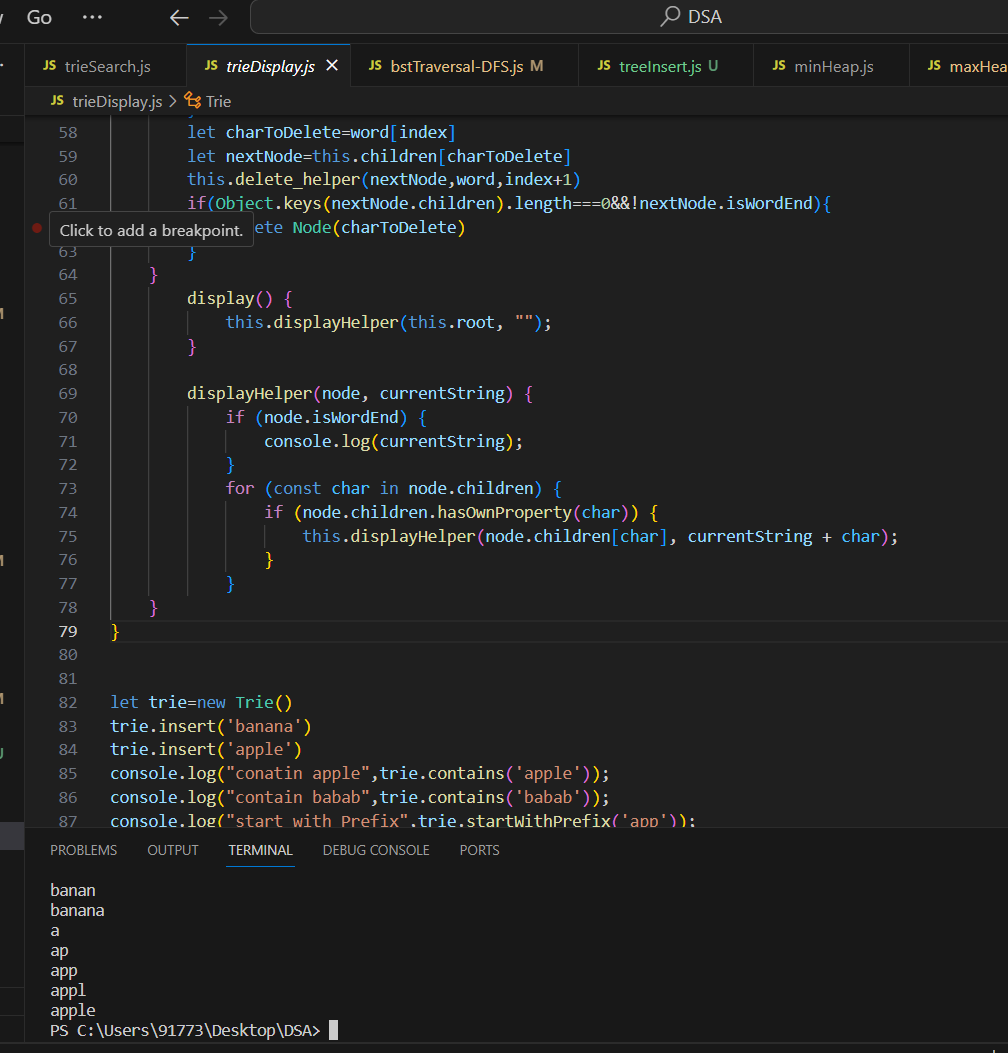 Go ··· ← → DSA
JS trieSearch.js JS trieDisplay.js × JS bstTraversal-DFS.js M JS treeInsert.js U JS minHeap.js JS maxHea
JS trieDisplay.js > Trie
58 let charToDelete=word[index]
59 let nextNode=this.children[charToDelete]
60 this.delete_helper(nextNode,word,index+1)
61 if(Object.keys(nextNode.children).length===0&&!nextNode.isWordEnd){
Click to add a breakpoint. ete Node(charToDelete)
63 }
64 }
65 display() {
66 this.displayHelper(this.root, "");
67 }
68
69 displayHelper(node, currentString) {
70 if (node.isWordEnd) {
71 console.log(currentString);
72 }
73 for (const char in node.children) {
74 if (node.children.hasOwnProperty(char)) {
75 this.displayHelper(node.children[char], currentString + char);
76 }
77 }
78 }
79 }
80
81
82 let trie=new Trie()
83 trie.insert('banana')
84 trie.insert('apple')
85 console.log("conatin apple",trie.contains('apple'));
86 console.log("contain babab",trie.contains('babab'));
87 console.log("start with Prefix",trie.startWithPrefix('app'));
PROBLEMS OUTPUT TERMINAL DEBUG CONSOLE PORTS
banan
banana
a
ap
app
appl
apple
PS C:\Users\91773\Desktop\DSA>